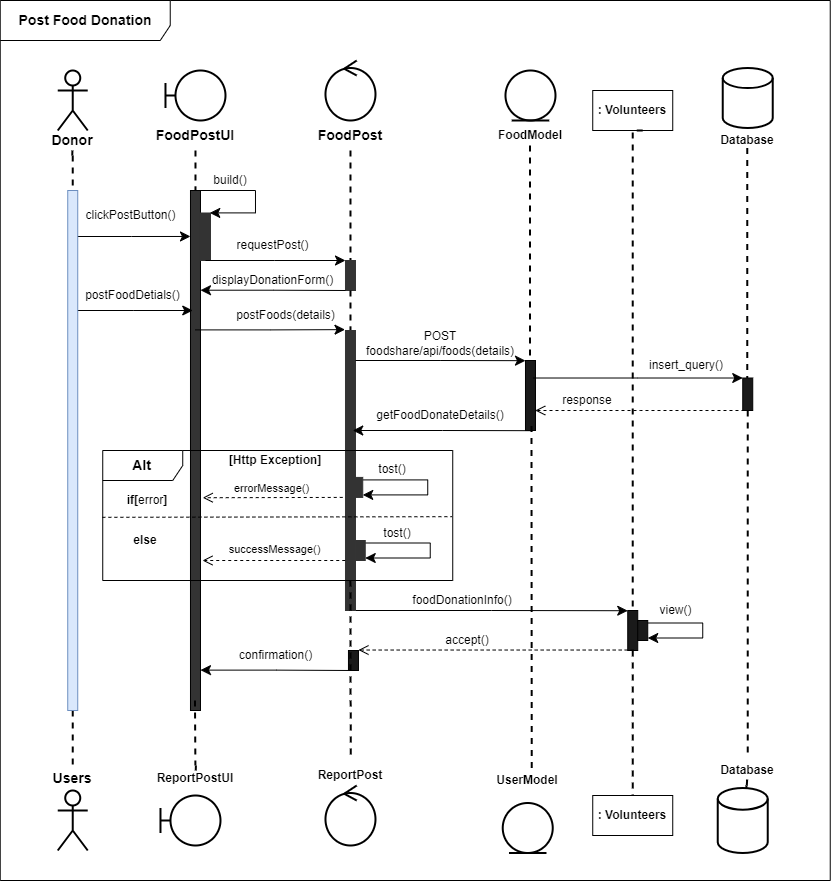 Post Food Donation
Donor
FoodPostUI
FoodPost
FoodModel
: Volunteers
Database
build()
clickPostButton()
requestPost()
displayDonationForm()
postFoodDetials()
postFoods(details)
POST
foodshare/api/foods(details)
insert_query()
response
getFoodDonateDetails()
Alt
[Http Exception]
tost()
if[error]
errorMessage()
else
tost()
successMessage()
foodDonationInfo()
view()
accept()
confirmation()
Users
ReportPostUI
ReportPost
UserModel
: Volunteers
Database